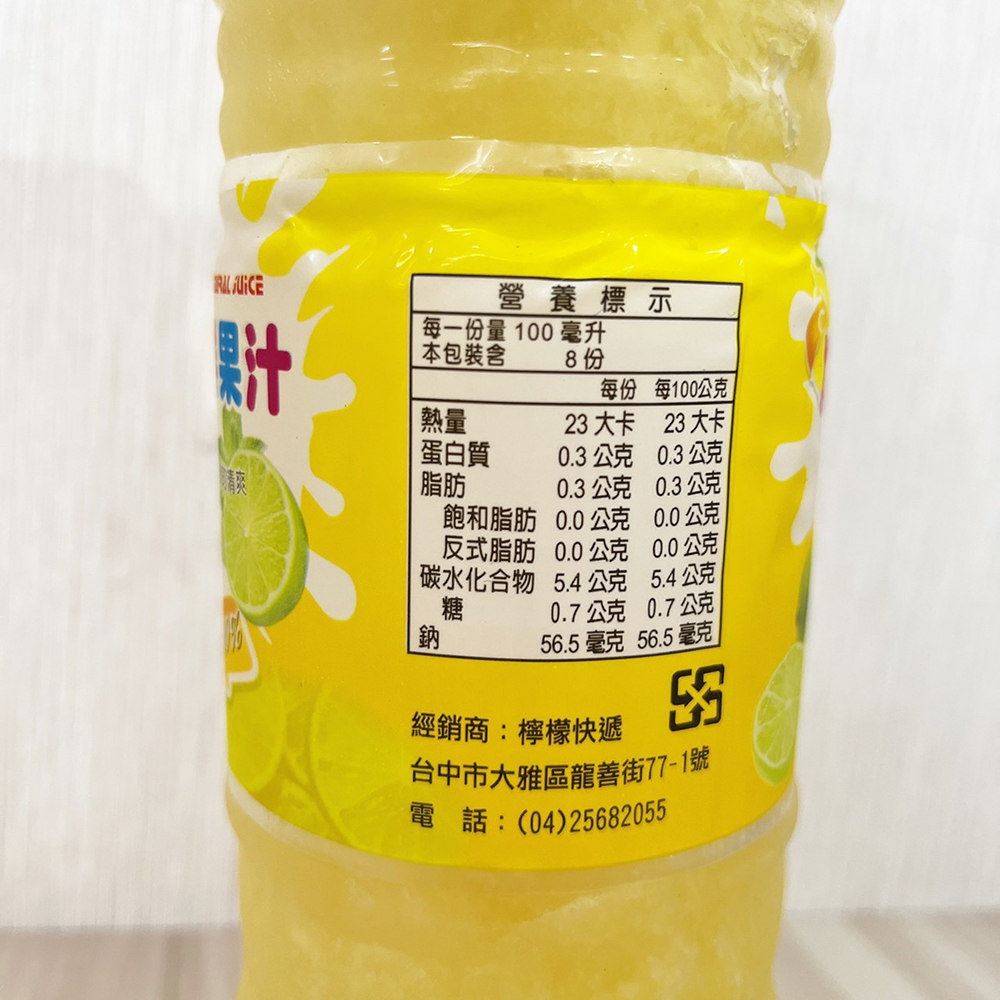 JUICE
果汁
清爽
營養標示
每一份量 100 毫升
本包裝含 8 份
每份 每100公克
熱量 23 大卡 23 大卡
蛋白質 0.3 公克 0.3 公克
脂肪 0.3 公克 0.3 公克
飽和脂肪 0.0 公克 0.0 公克
反式脂肪 0.0 公克 0.0 公克
碳水化合物 5.4 公克 5.4 公克
糖 0.7 公克 0.7 公克
鈉 56.5 毫克 56.5 毫克
經銷商：檸檬快遞
台中市大雅區龍善街77-1號
電 話：(04)25682055